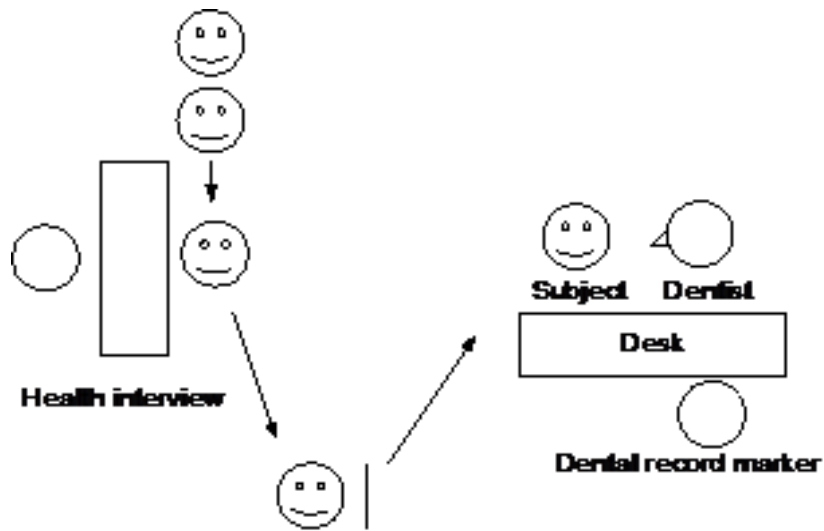 Subject Dentist
Desk
Health interview
Dental record marker